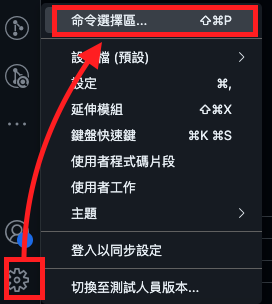 命令選擇區... ⇧⌘P
設定檔 (預設)
設定 ⌘,
延伸模組 ⇧⌘X
鍵盤快速鍵 ⌘K ⌘S
使用者程式碼片段
使用者工作
主題
登入以同步設定
切換至測試人員版本...